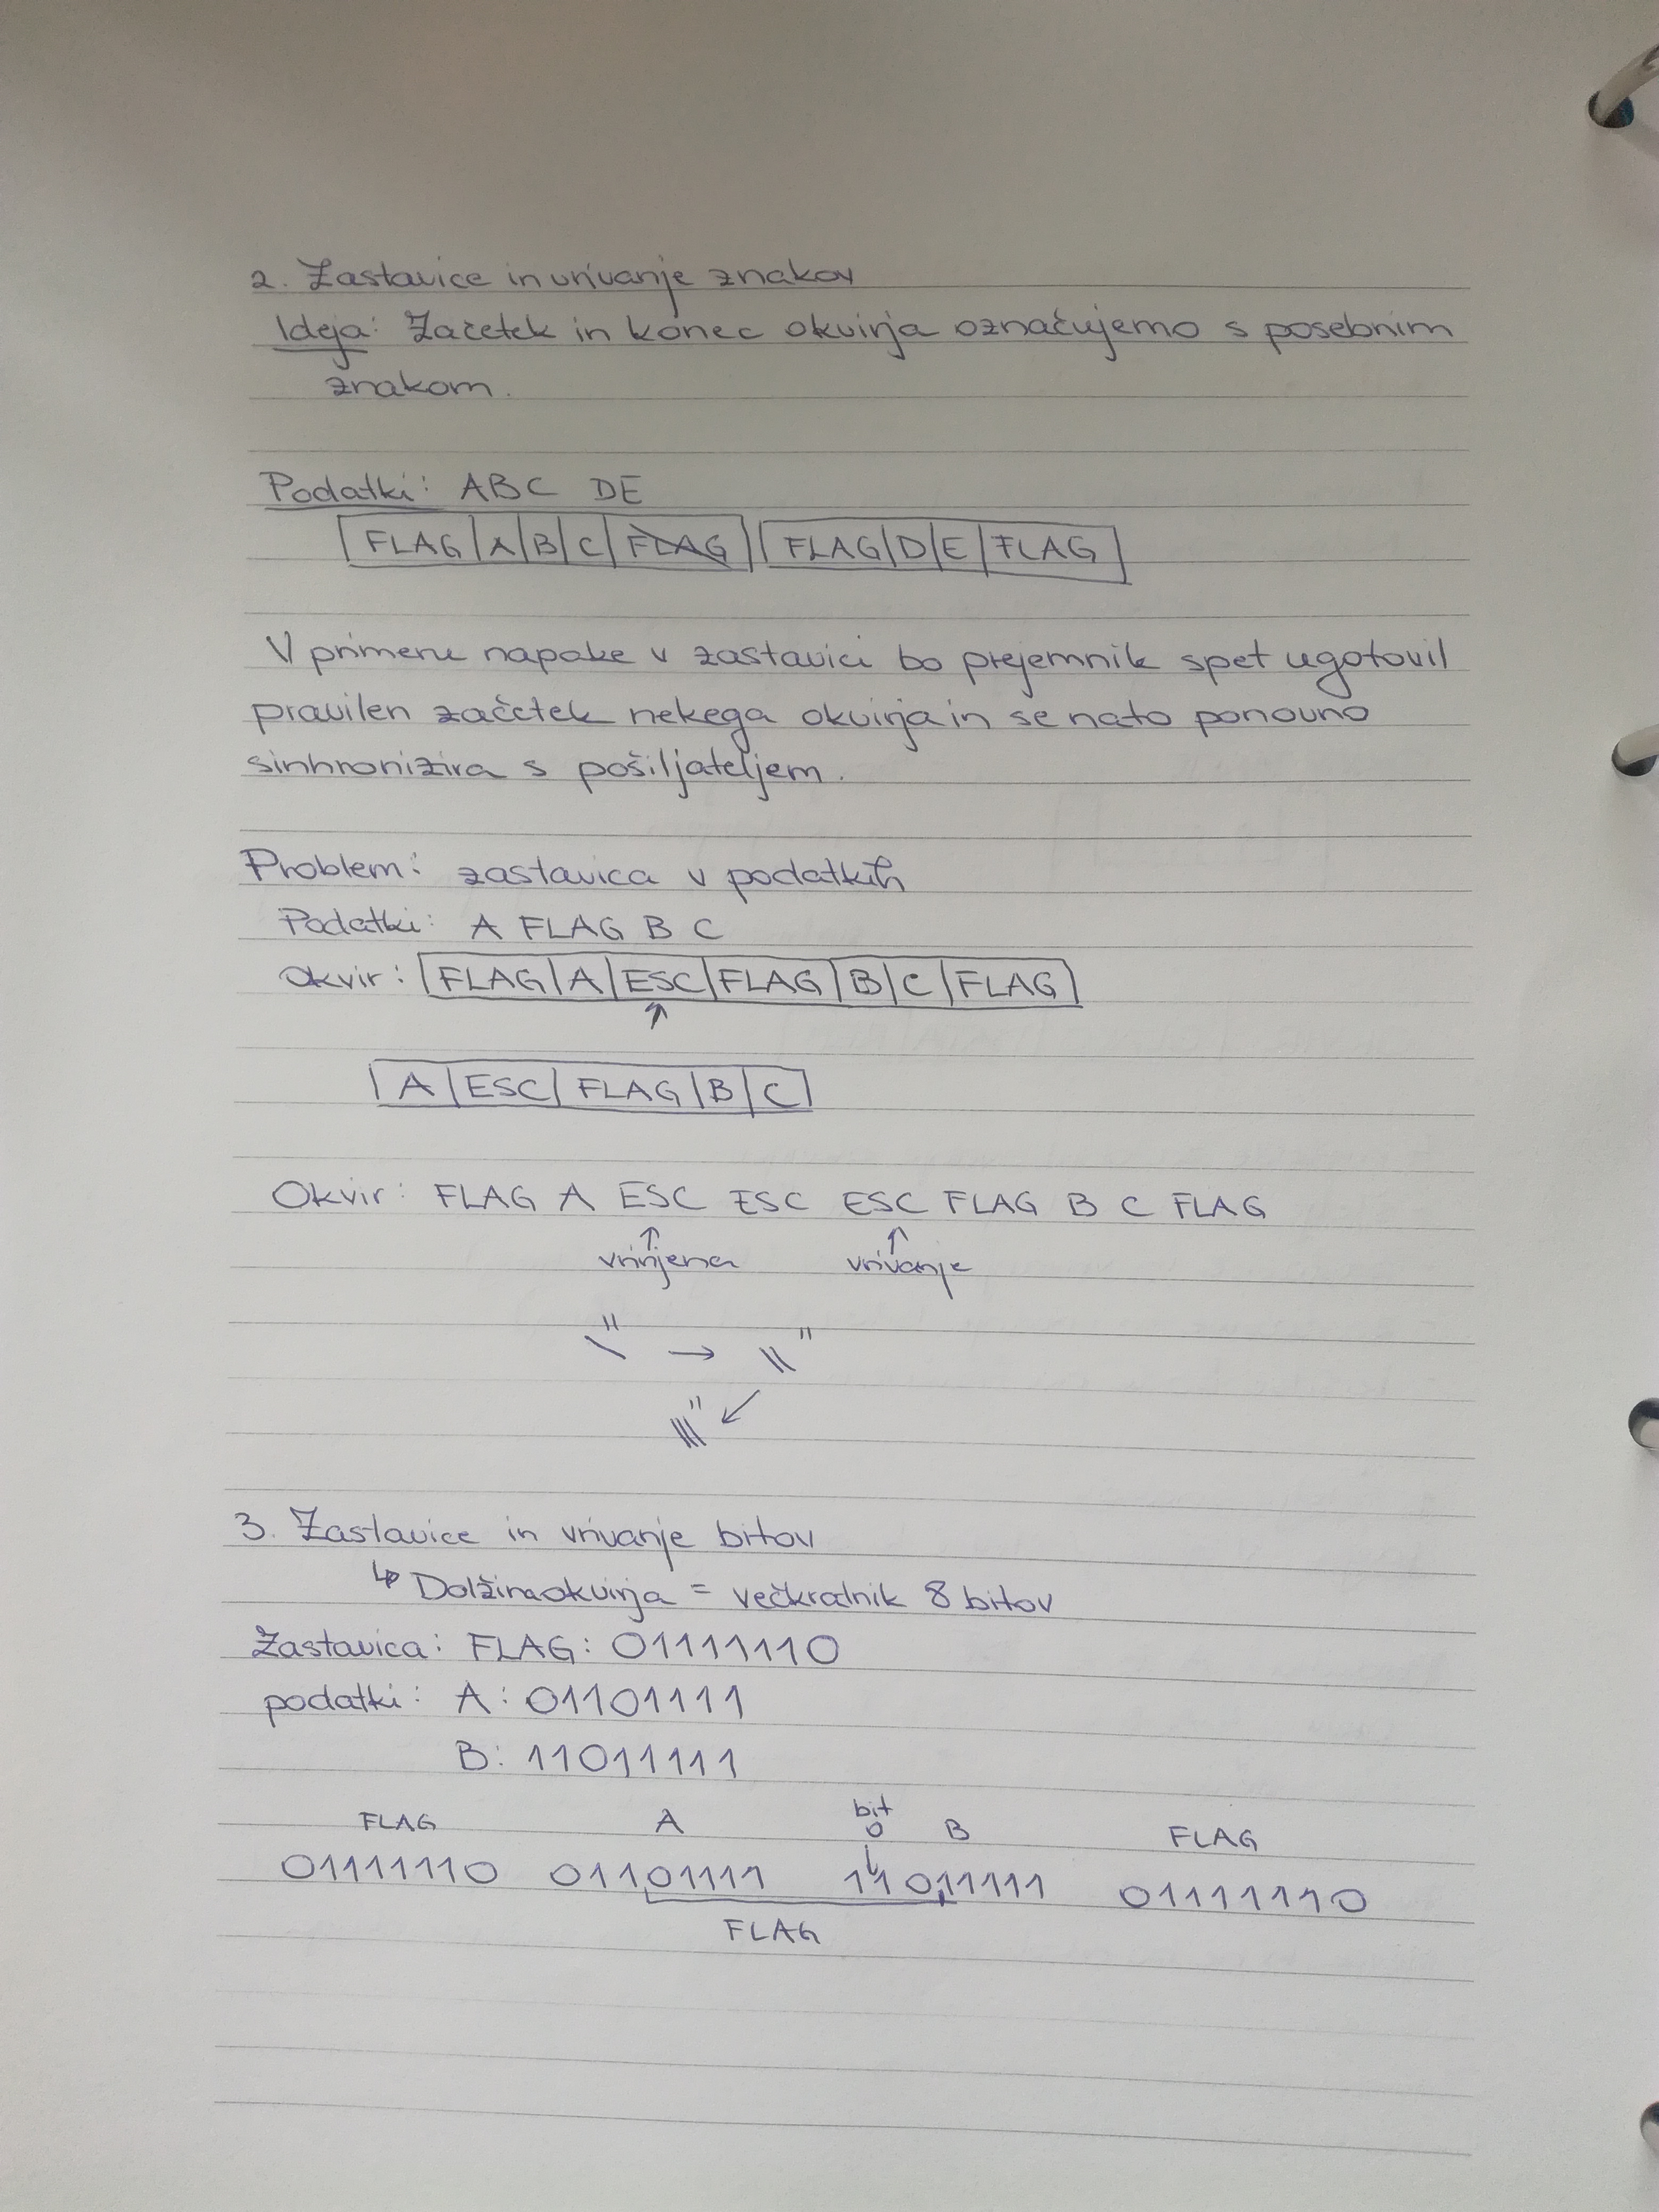 2. Zastavice in vrivanje znakov
Ideja: Začetek in konec okvirja označujemo s posebnim
znakom.
Podatki: ABC DE
FLAG|A|B|C|FLAG FLAG|D|E|FLAG
V primeru napake v zastavici bo prejemnik spet ugotovil
pravilen začetek nekega okvirja in se nato ponovno
sinhronizira s pošiljateljem.
Problem: zastavica v podatkih
Podatki: A FLAG B C
Okvir: |FLAG|A|ESC|FLAG|B|C|FLAG|
↑
|A|ESC|FLAG|B|C|
Okvir: FLAG A ESC ESC ESC FLAG B C FLAG
↑ ↑
vrinjena vrivanje
\" → \\"
\\\" ↙
3. Zastavice in vrivanje bitov
↳ Dolžina okvirja = večkratnik 8 bitov
Zastavica: FLAG: 01111110
podatki: A: 01101111
B: 11011111
FLAG A bit 0 B FLAG
01111110 01101111 11011111 01111110
FLAG